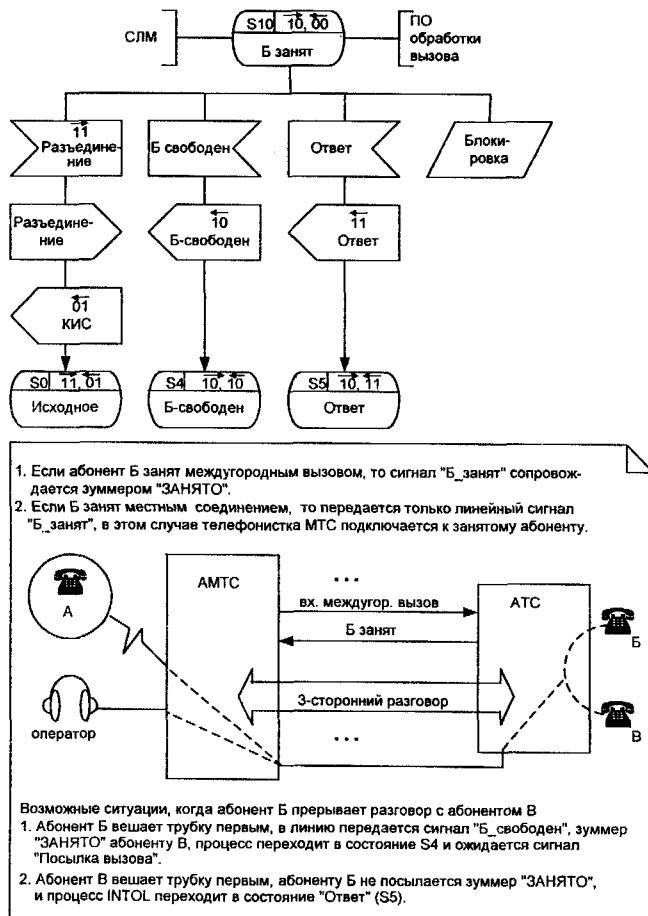 S10 10, 00
Б занят
СЛМ
ПО
обработки
вызова
11
Разъедине-
ние
Б свободен
Ответ
Блоки-
ровка
Разъедине-
ние
10
Б-свободен
11
Ответ
01
КИС
S0 11, 01
Исходное
S4 10, 10
Б-свободен
S5 10, 11
Ответ
1. Если абонент Б занят междугородным вызовом, то сигнал "Б_занят" сопровож-
дается зуммером "ЗАНЯТО".
2. Если Б занят местным соединением, то передается только линейный сигнал
"Б_занят", в этом случае телефонистка МТС подключается к занятому абоненту.
А
АМТС
...
вх. междугор. вызов
Б занят
АТС
Б
3-сторонний разговор
оператор
...
В
Возможные ситуации, когда абонент Б прерывает разговор с абонентом В
1. Абонент Б вешает трубку первым, в линию передается сигнал "Б_свободен", зуммер
"ЗАНЯТО" абоненту В, процесс переходит в состояние S4 и ожидается сигнал
"Посылка вызова".
2. Абонент В вешает трубку первым, абоненту Б не посылается зуммер "ЗАНЯТО",
и процесс INTOL переходит в состояние "Ответ" (S5).